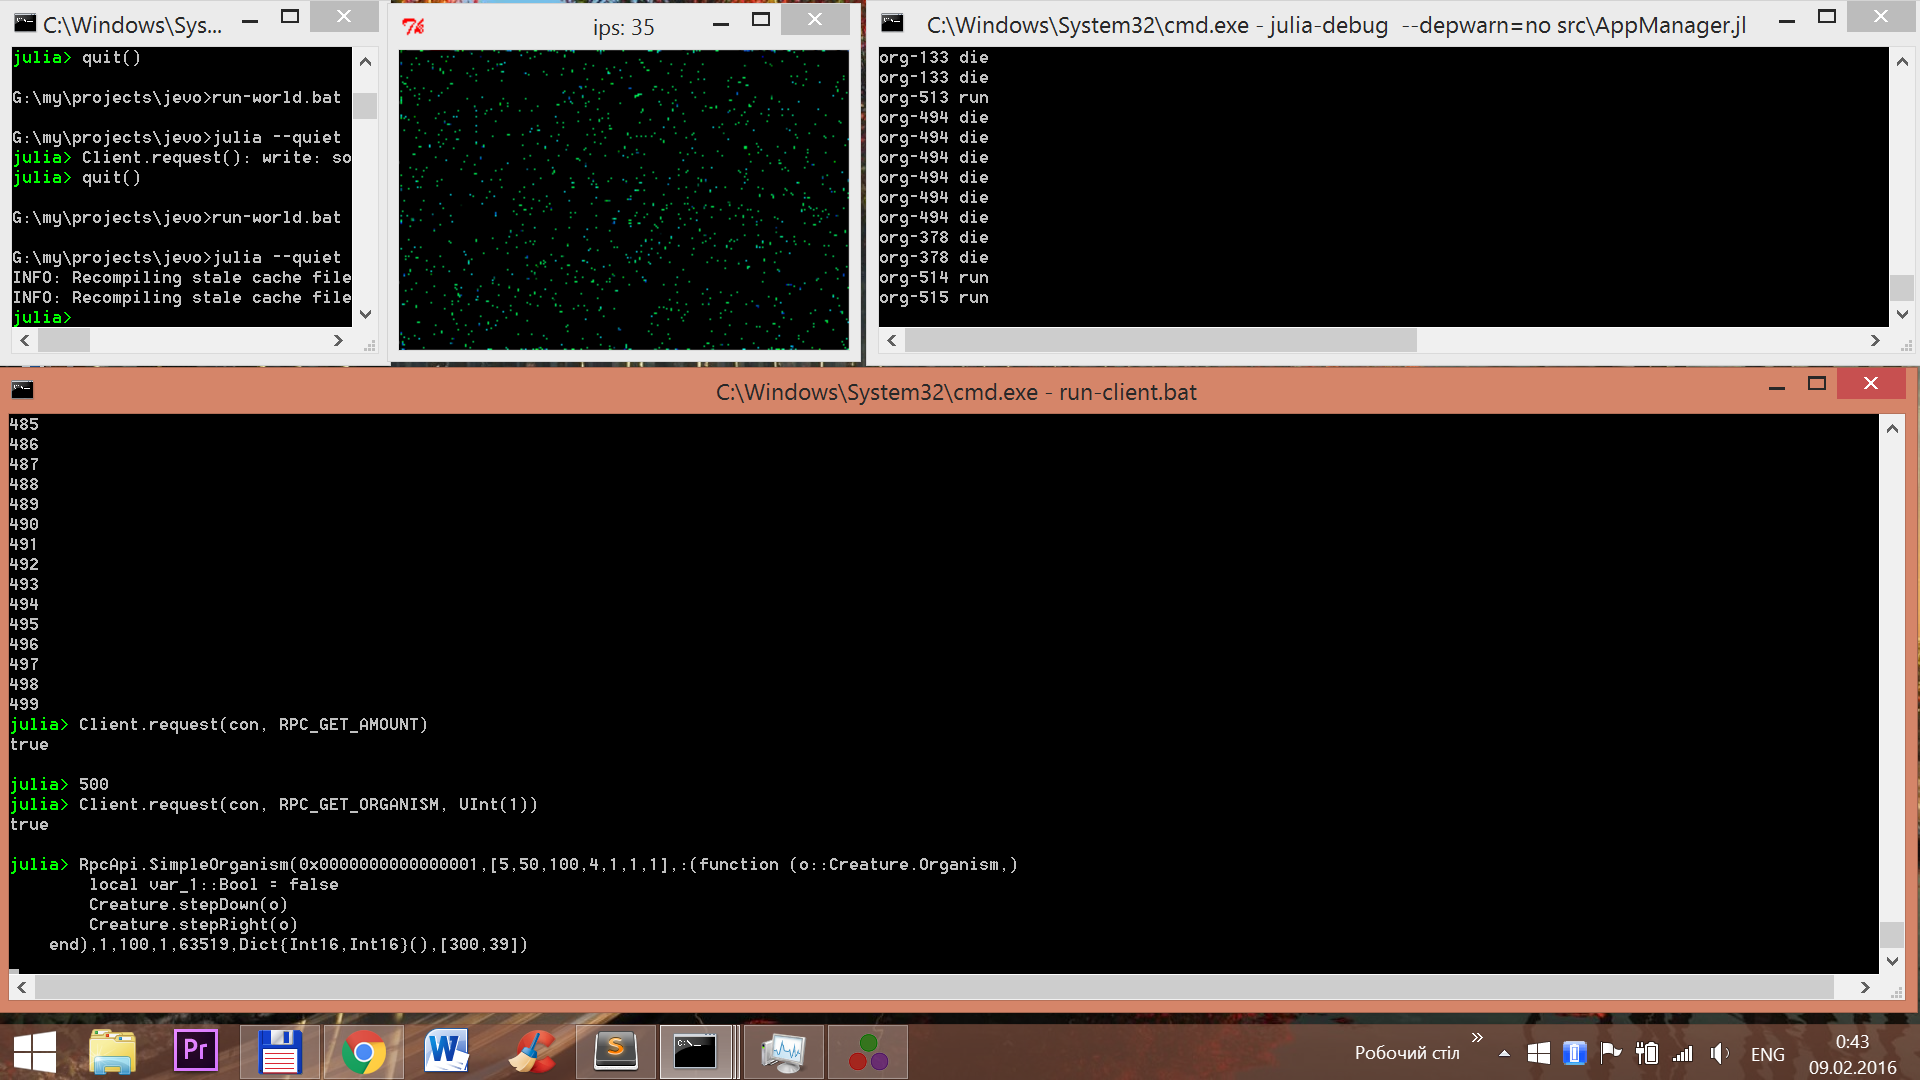 C:\Windows\Sys...
julia> quit()
G:\my\projects\jevo>run-world.bat
G:\my\projects\jevo>julia --quiet
julia> Client.request(): write: so
julia> quit()
G:\my\projects\jevo>run-world.bat
G:\my\projects\jevo>julia --quiet
INFO: Recompiling stale cache file
INFO: Recompiling stale cache file
julia>
ips: 35
C:\Windows\System32\cmd.exe - julia-debug  --depwarn=no src\AppManager.jl
org-133 die
org-133 die
org-513 run
org-494 die
org-494 die
org-494 die
org-494 die
org-494 die
org-494 die
org-378 die
org-378 die
org-514 run
org-515 run
C:\Windows\System32\cmd.exe - run-client.bat
485
486
487
488
489
490
491
492
493
494
495
496
497
498
499
julia> Client.request(con, RPC_GET_AMOUNT)
true
julia> 500
julia> Client.request(con, RPC_GET_ORGANISM, UInt(1))
true
julia> RpcApi.SimpleOrganism(0x0000000000000001,[5,50,100,4,1,1,1],:(function (o::Creature.Organism,)
        local var_1::Bool = false
        Creature.stepDown(o)
        Creature.stepRight(o)
    end),1,100,1,63519,Dict{Int16,Int16}(),[300,39])
Pr
W
S
C:\_
Робочий стіл
ENG
0:43
09.02.2016